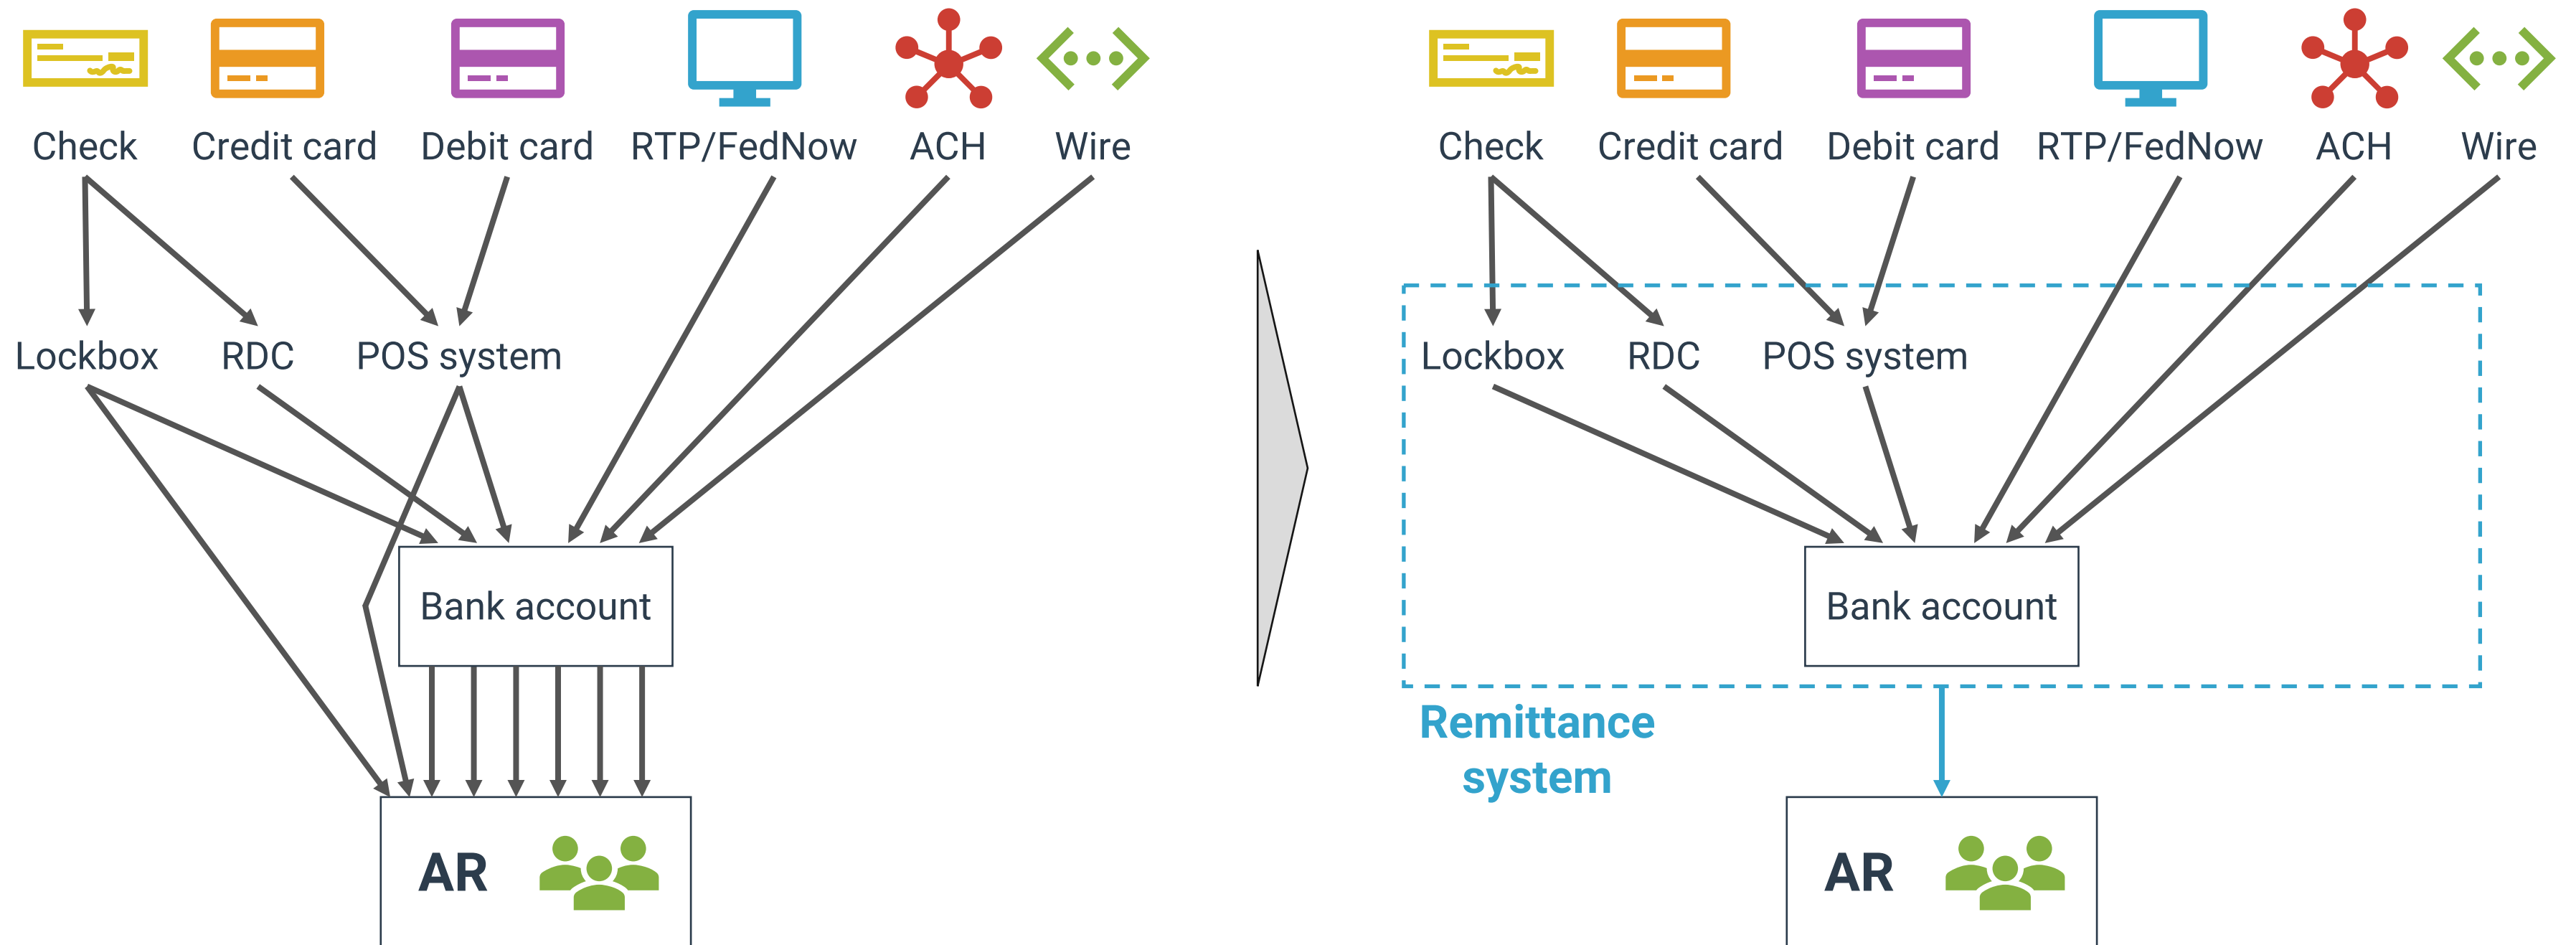 Check
Credit card
Debit card
RTP/FedNow
ACH
Wire
Lockbox
RDC
POS system
Bank account
AR
Check
Credit card
Debit card
RTP/FedNow
ACH
Wire
Lockbox
RDC
POS system
Bank account
Remittance
system
AR